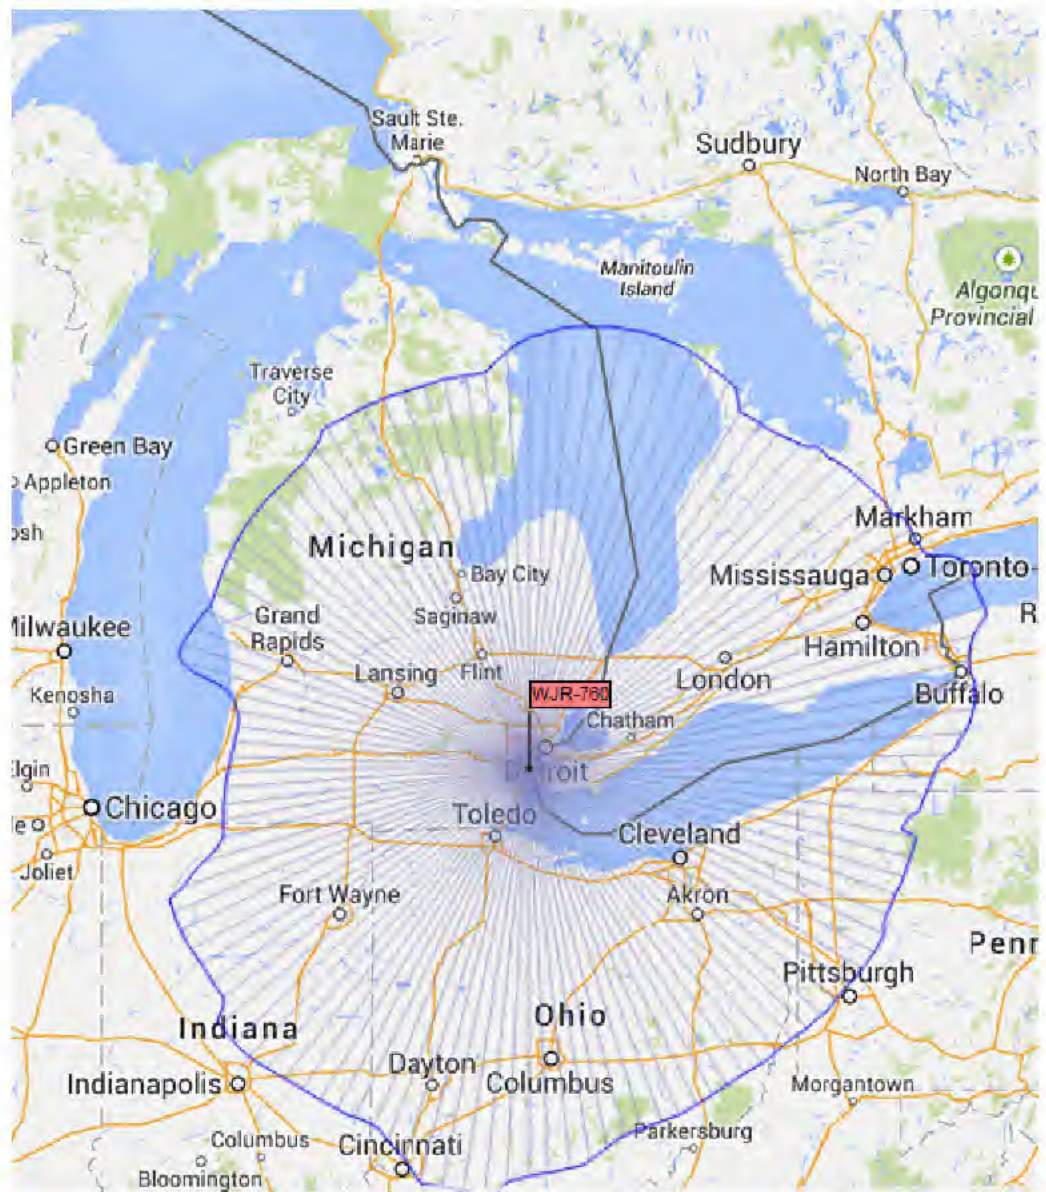 Sault Ste.
Marie
Sudbury
North Bay
Manitoulin
Island
Algonqu
Provincial
Traverse
City
Green Bay
Appleton
osh
Markham
Michigan
Bay City
Mississauga
Toronto
Saginaw
Grand
Rapids
Milwaukee
Hamilton
R
Lansing
Flint
London
Kenosha
WJR-760
Buffalo
Chatham
Elgin
Detroit
Chicago
Toledo
Cleveland
le
Joliet
Fort Wayne
Akron
Penn
Pittsburgh
Indiana
Ohio
Dayton
Indianapolis
Columbus
Morgantown
Columbus
Cincinnati
Parkersburg
Bloomington